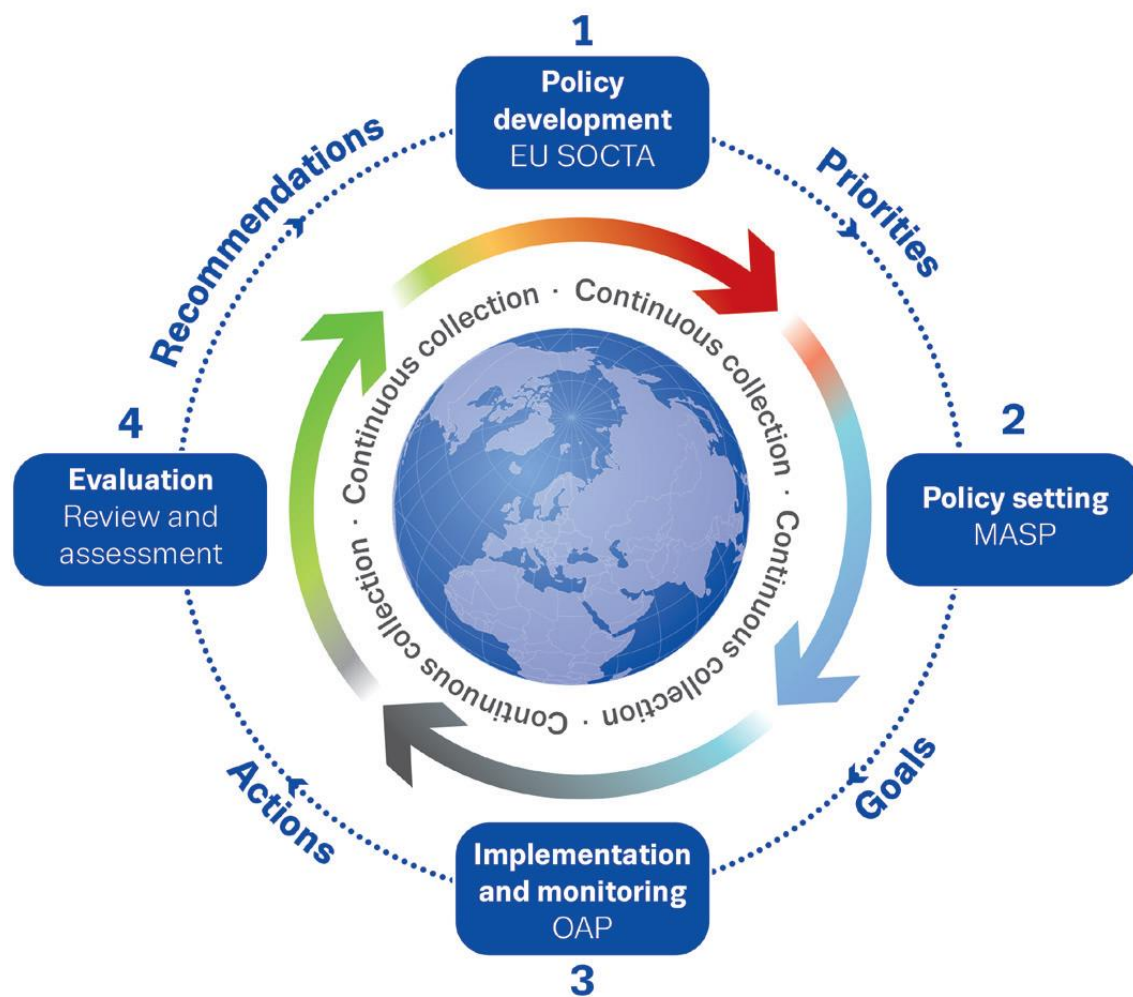 1
Policy
development
EU SOCTA
Priorities
2
Policy setting
MASP
Goals
Implementation
and monitoring
OAP
3
Actions
4
Evaluation
Review and
assessment
Recommendations
Continuous collection · Continuous collection · Continuous collection · Continuous collection · Continuous collection ·